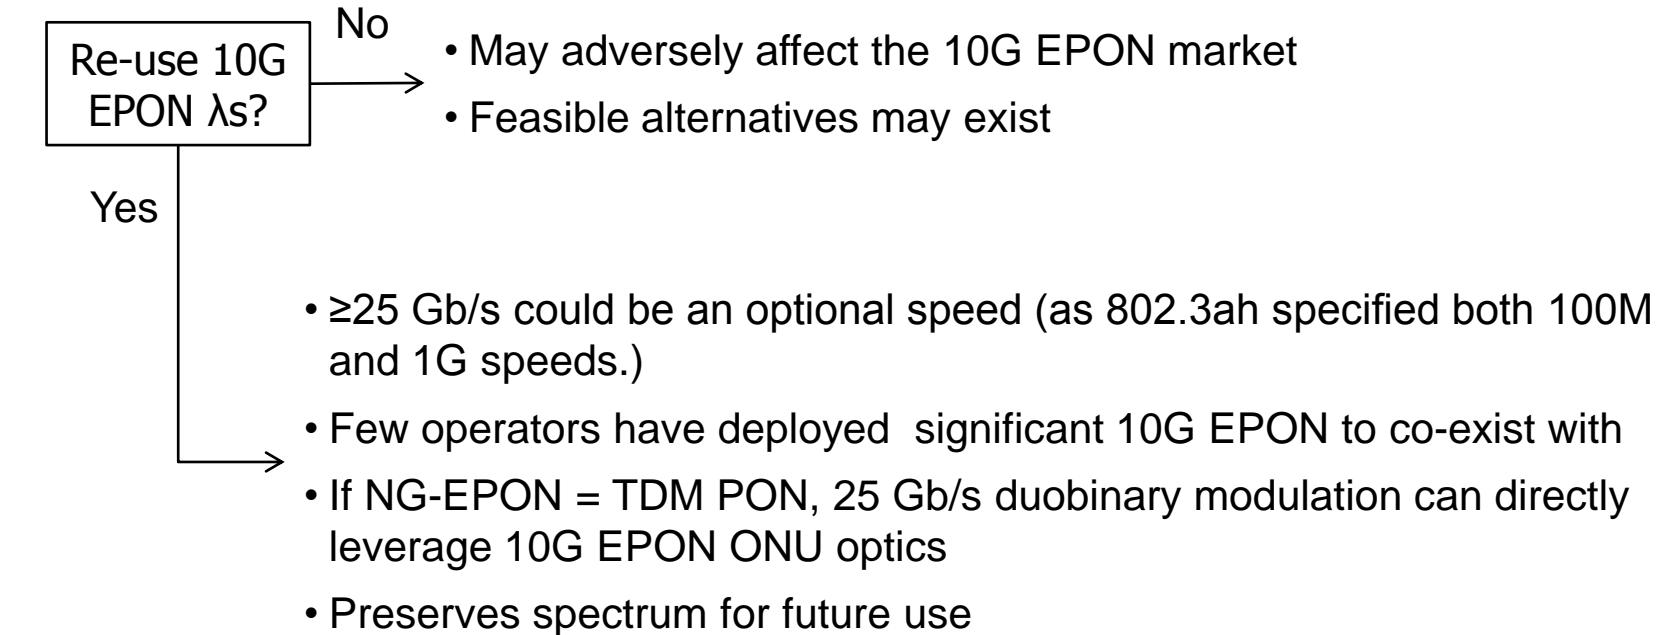 Re-use 10G
EPON λs?
No
• May adversely affect the 10G EPON market
• Feasible alternatives may exist
Yes
• ≥25 Gb/s could be an optional speed (as 802.3ah specified both 100M
and 1G speeds.)
• Few operators have deployed  significant 10G EPON to co-exist with
• If NG-EPON = TDM PON, 25 Gb/s duobinary modulation can directly
leverage 10G EPON ONU optics
• Preserves spectrum for future use